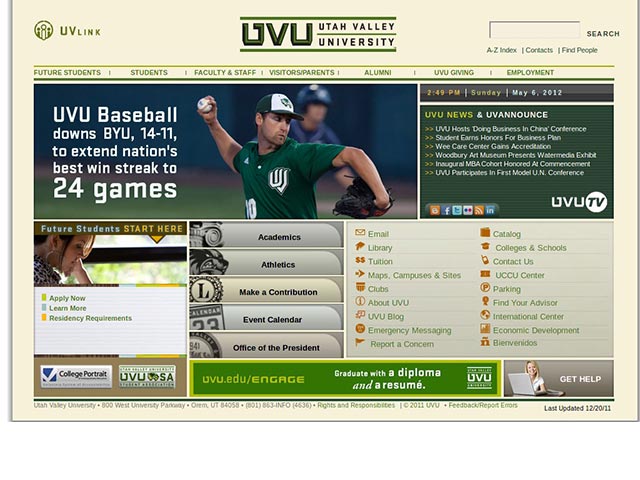 UVLINK
UVU UTAH VALLEY
UNIVERSITY
SEARCH
A-Z Index | Contacts | Find People
FUTURE STUDENTS | STUDENTS | FACULTY & STAFF | VISITORS/PARENTS | ALUMNI | UVU GIVING | EMPLOYMENT
UVU Baseball
downs BYU, 14-11,
to extend nation's
best win streak to
24 games
2:49 PM | Sunday | May 6, 2012
UVU NEWS & UVANNOUNCE
>> UVU Hosts 'Doing Business In China' Conference
>> Student Earns Honors For Business Plan
>> Wee Care Center Gains Accreditation
>> Woodbury Art Museum Presents Watermedia Exhibit
>> Inaugural MBA Cohort Honored At Commencement
>> UVU Participates In First Model U.N. Conference
UVU TV
Future Students START HERE
Apply Now
Learn More
Residency Requirements
Academics
Athletics
Make a Contribution
Event Calendar
Office of the President
Email
Library
$$ Tuition
Maps, Campuses & Sites
Clubs
About UVU
UVU Blog
Emergency Messaging
Report a Concern
Catalog
Colleges & Schools
Contact Us
UCCU Center
Parking
Find Your Advisor
International Center
Economic Development
Bienvenidos
College Portrait
UVU SA
uvu.edu/ENGAGE
Graduate with a diploma
and a resumé.
UVU
GET HELP
Utah Valley University • 800 West University Parkway • Orem, UT 84058 • (801) 863-INFO (4636) • Rights and Responsibilities | © 2011 UVU • Feedback/Report Errors
Last Updated 12/20/11